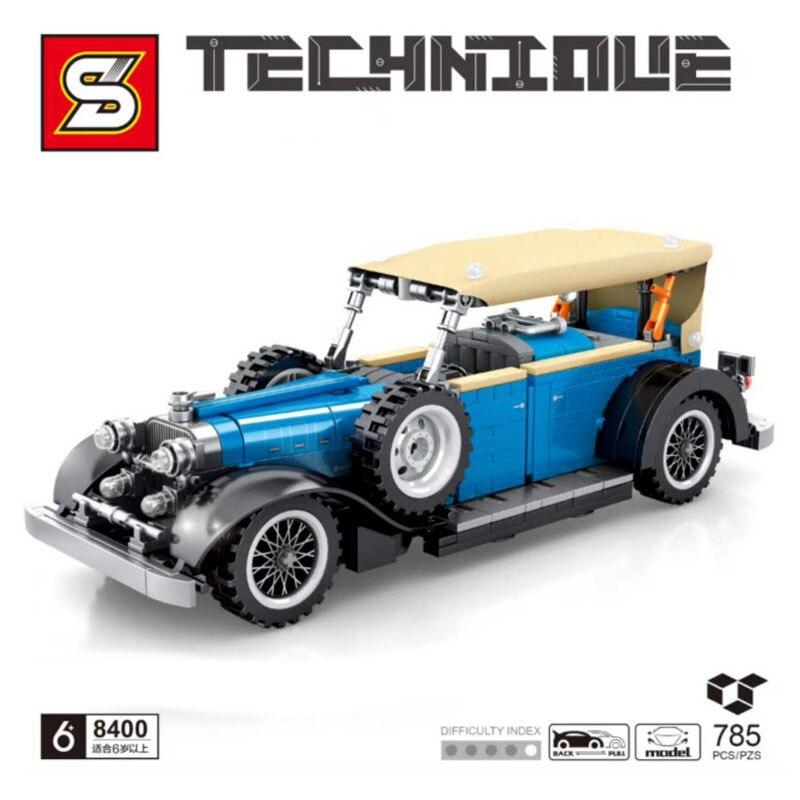 S
TECHNIQUE
6+
8400
适合6岁以上
DIFFICULTY INDEX
BACK PULL
model
785
PCS/PZS